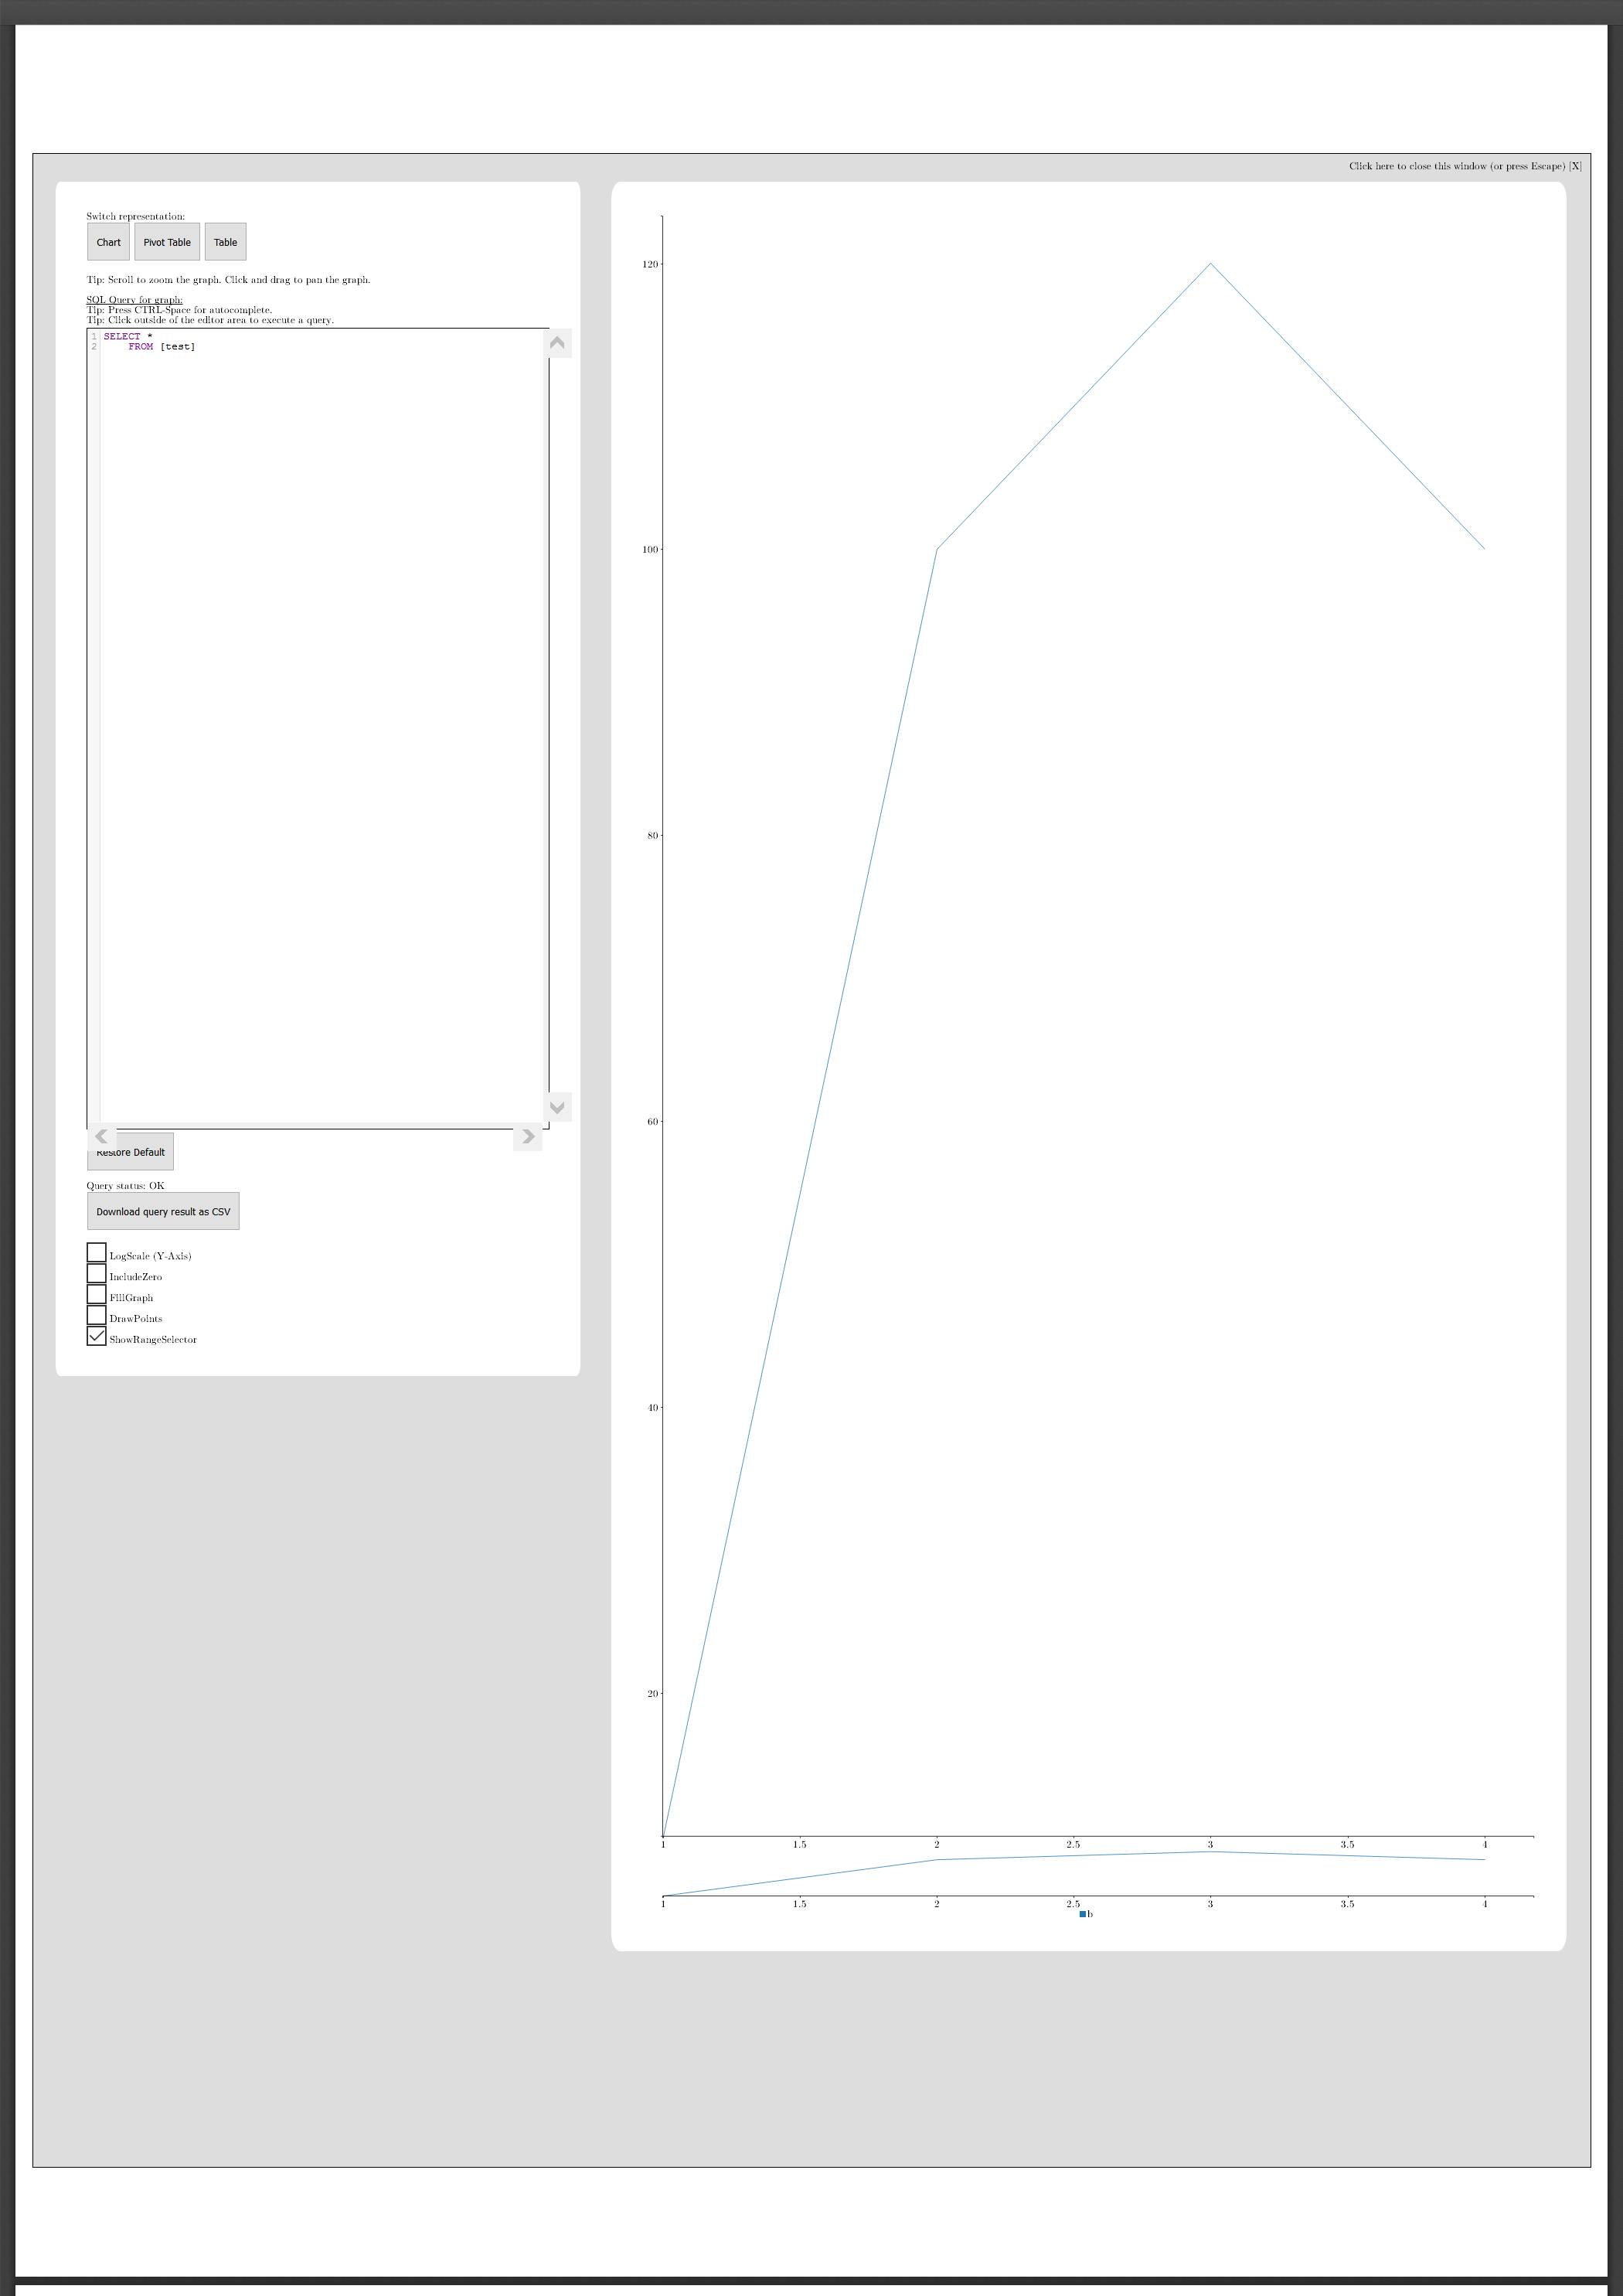 Click here to close this window (or press Escape) [X]
Switch representation:
Chart Pivot Table Table
Tip: Scroll to zoom the graph. Click and drag to pan the graph.
SQL Query for graph:
Tip: Press CTRL-Space for autocomplete.
Tip: Click outside of the editor area to execute a query.
1 SELECT *
2 FROM [test]
Restore Default
Query status: OK
Download query result as CSV
LogScale (Y-Axis)
IncludeZero
FillGraph
DrawPoints
ShowRangeSelector
120
100
80
60
40
20
1 1.5 2 2.5 3 3.5 4
1 1.5 2 2.5 3 3.5 4
b